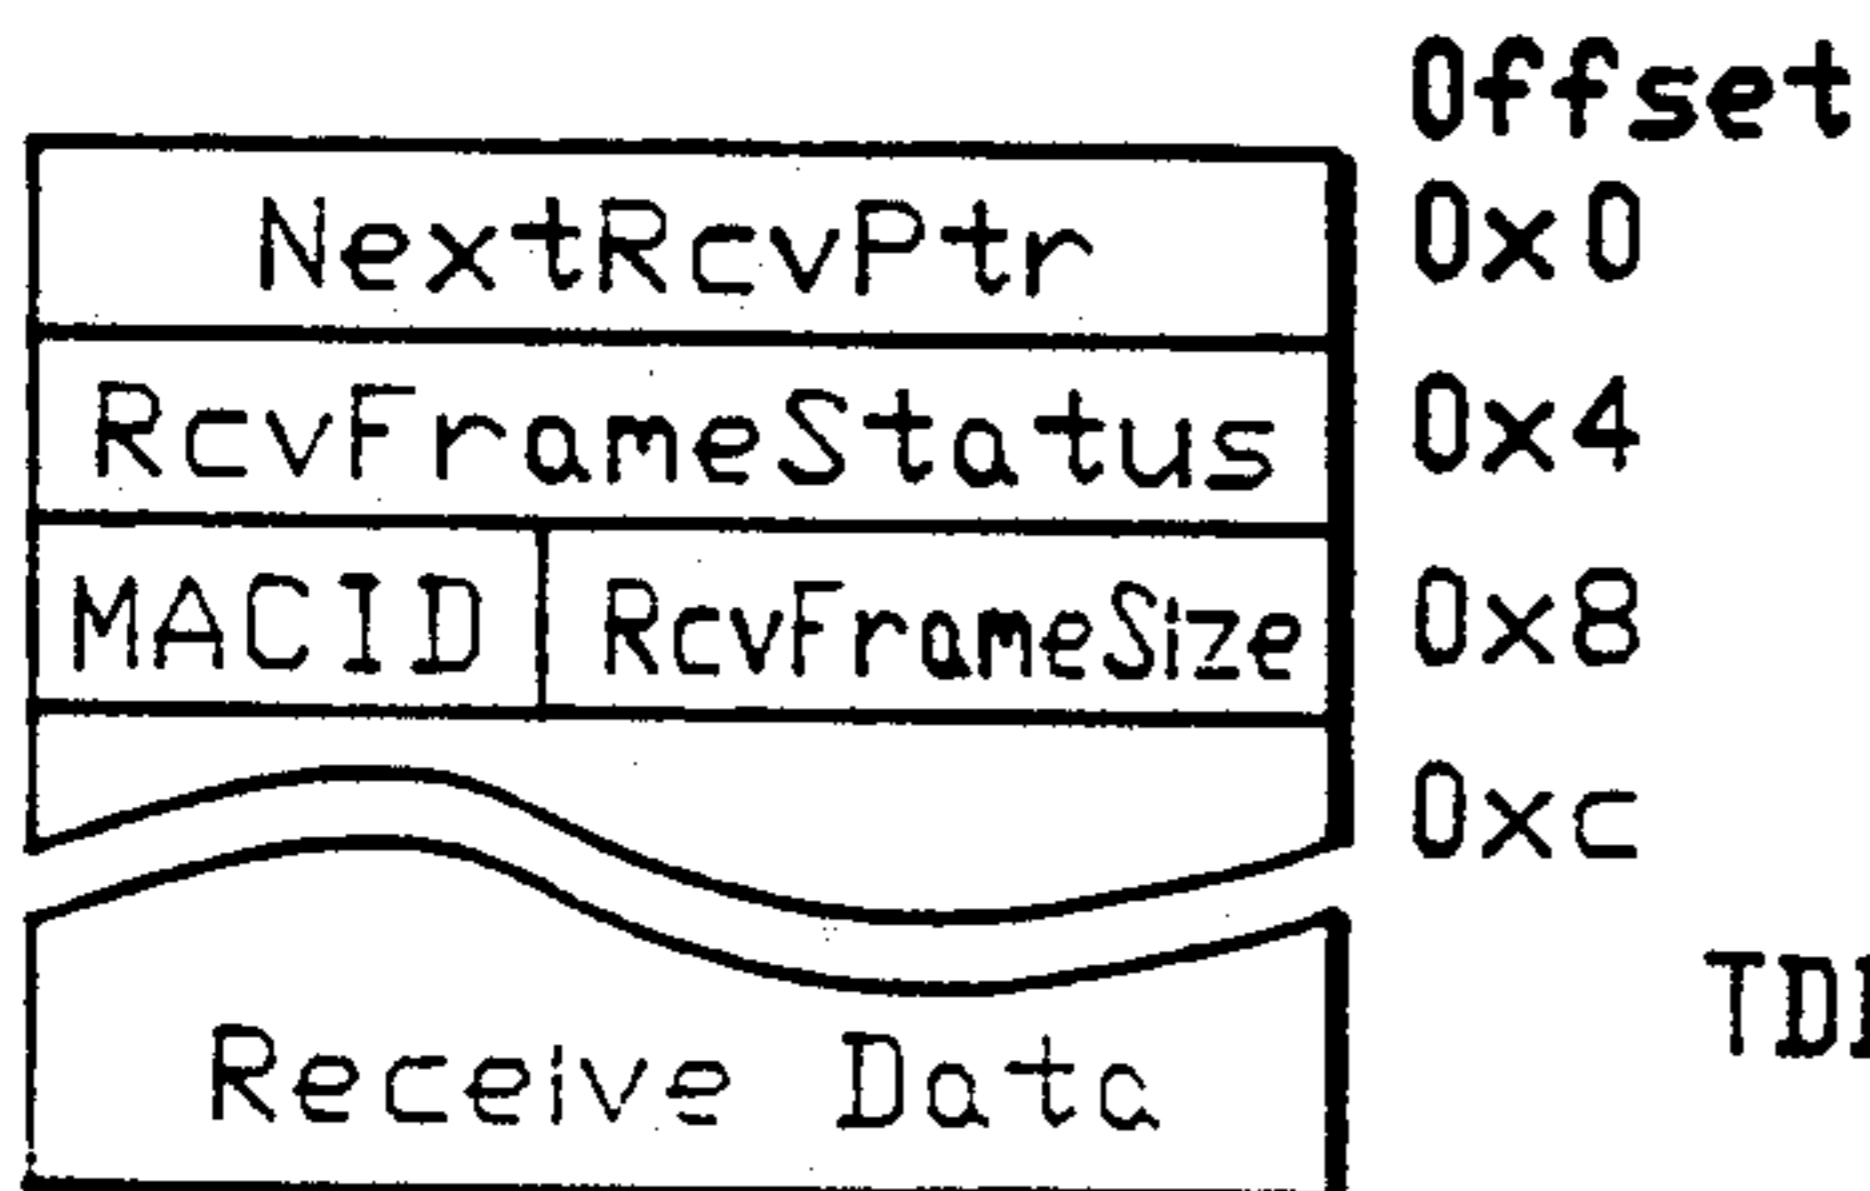 Offset
NextRcvPtr 0x0
RcvFrameStatus 0x4
MACID RcvFrameSize 0x8
0xc
Receive Data